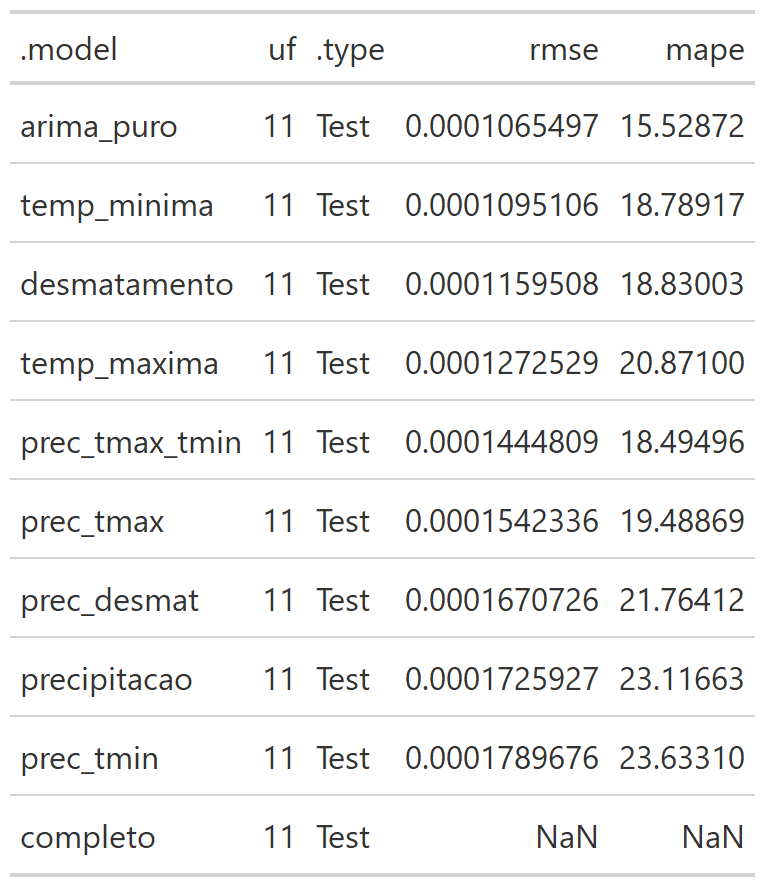 .model uf .type rmse mape
arima_puro 11 Test 0.0001065497 15.52872
temp_minima 11 Test 0.0001095106 18.78917
desmatamento 11 Test 0.0001159508 18.83003
temp_maxima 11 Test 0.0001272529 20.87100
prec_tmax_tmin 11 Test 0.0001444809 18.49496
prec_tmax 11 Test 0.0001542336 19.48869
prec_desmat 11 Test 0.0001670726 21.76412
precipitacao 11 Test 0.0001725927 23.11663
prec_tmin 11 Test 0.0001789676 23.63310
completo 11 Test NaN NaN